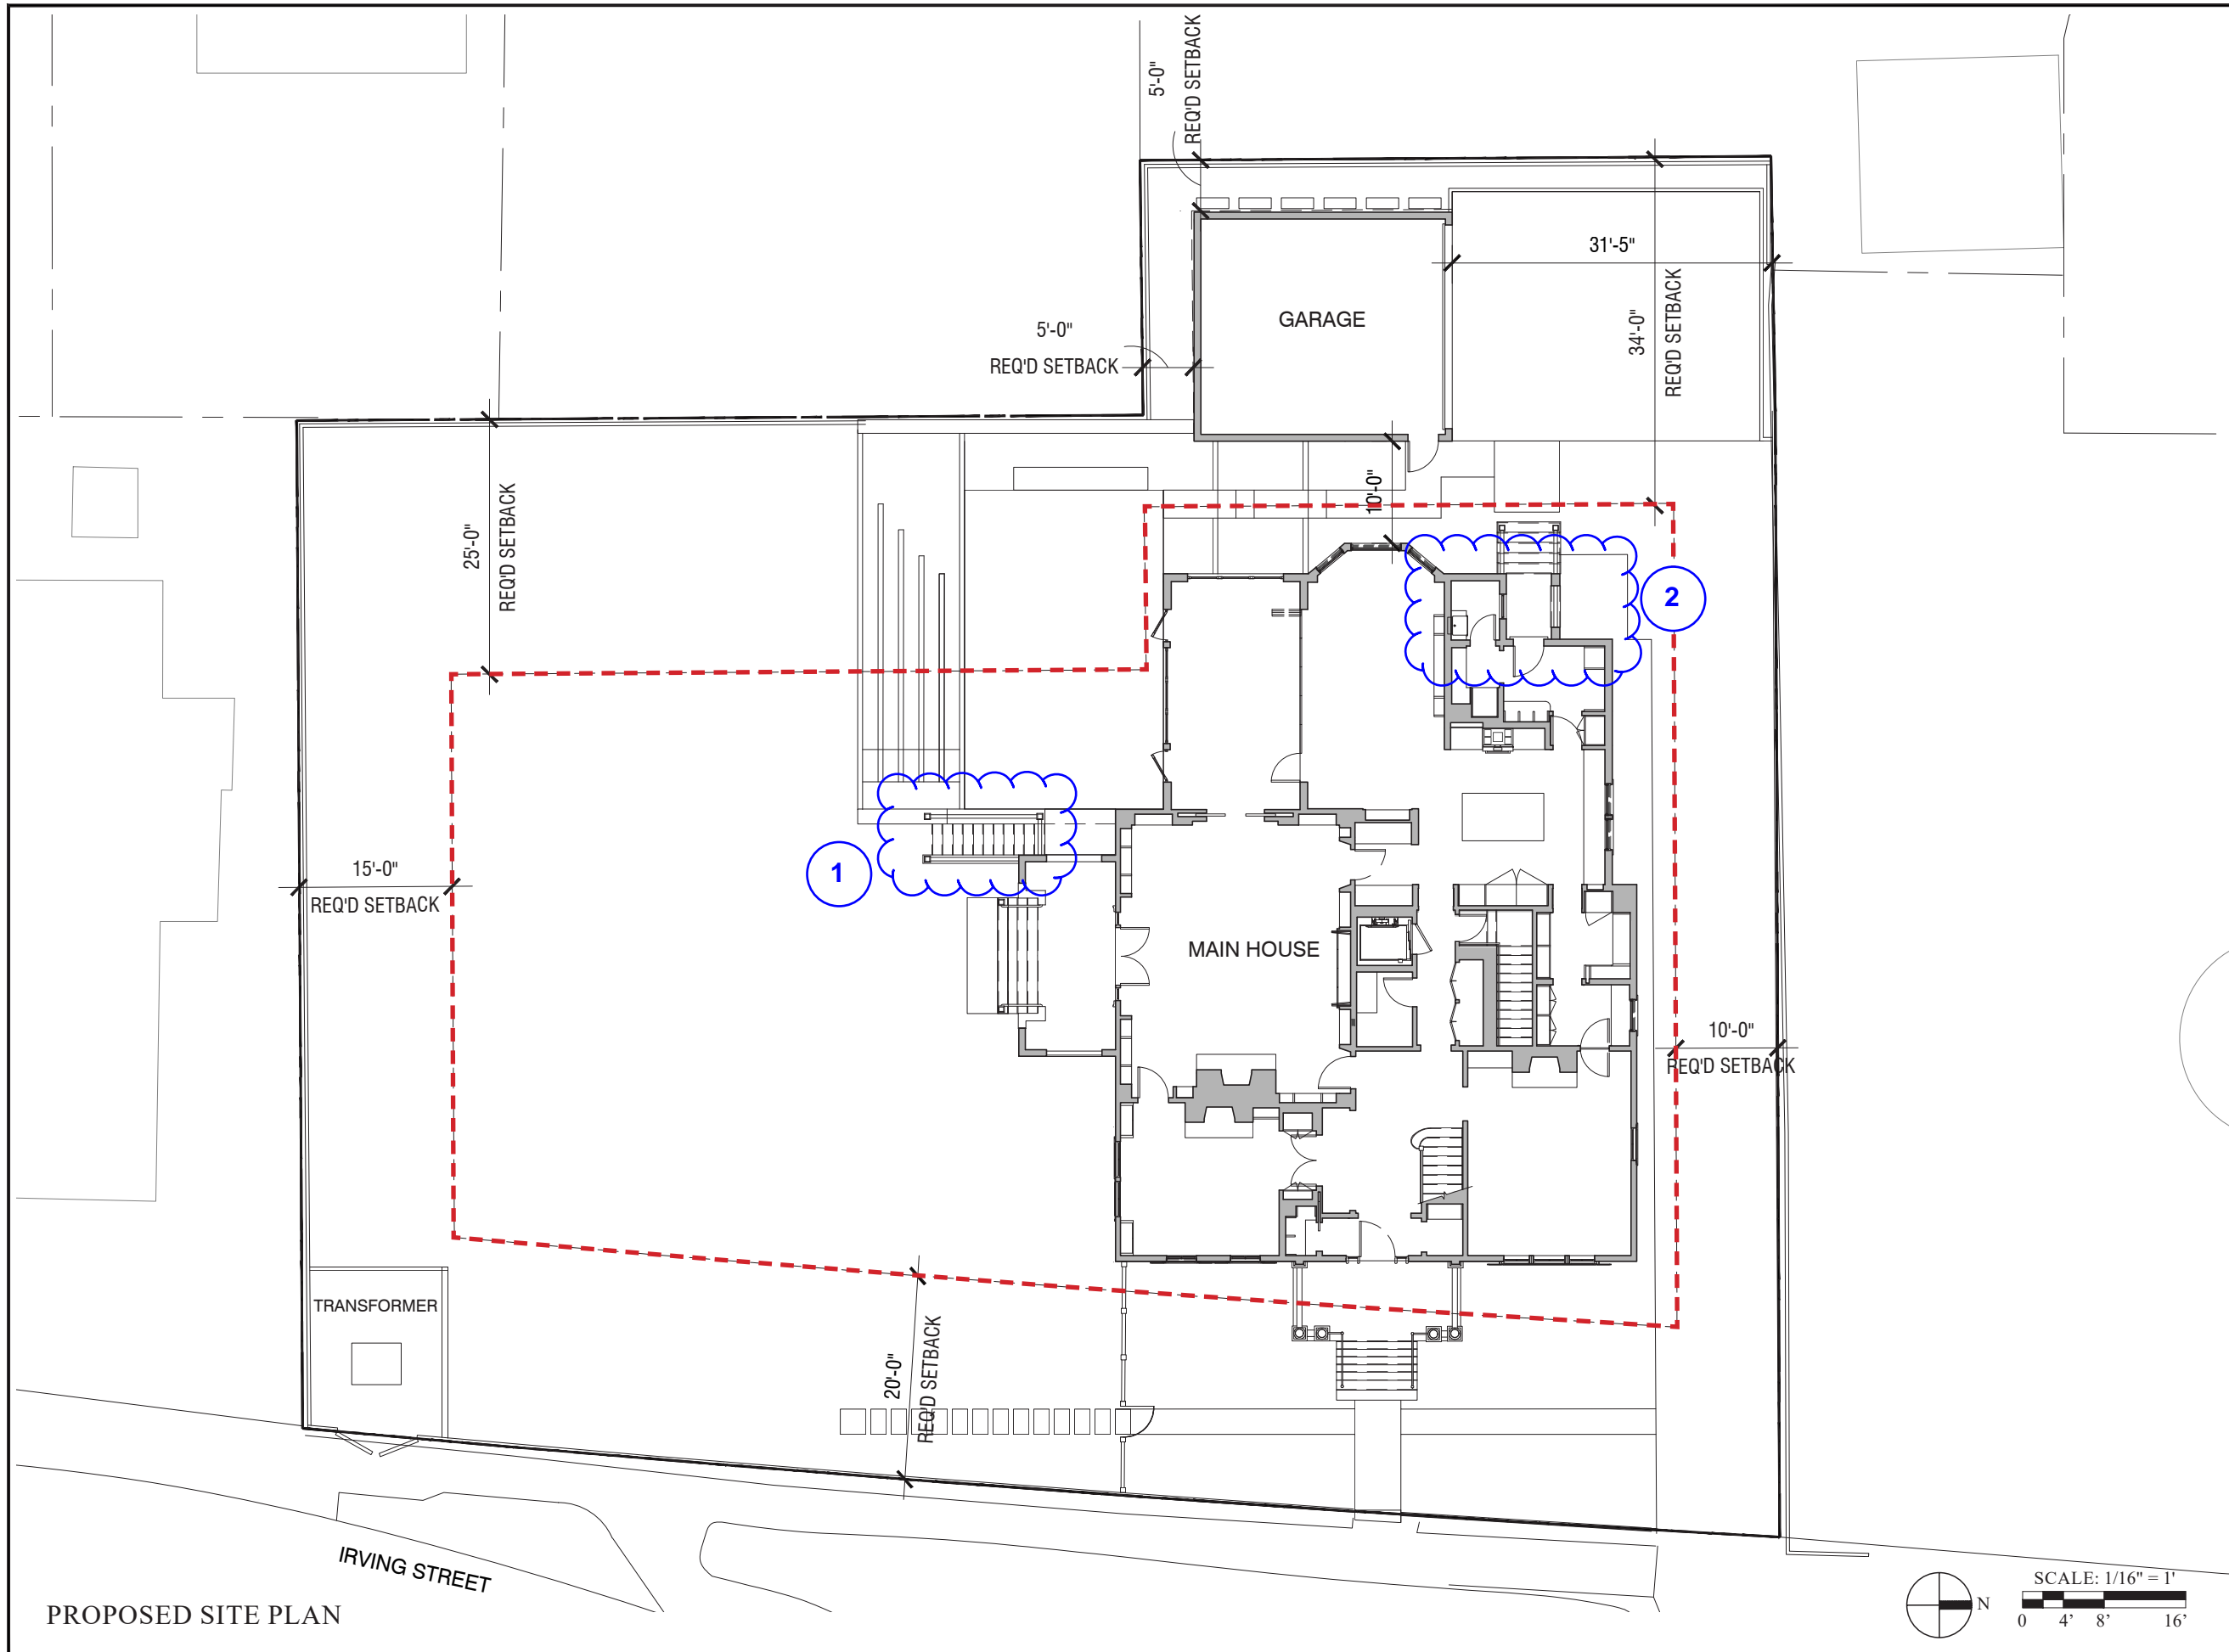 5'-0"
REQ'D SETBACK
31'-5"
GARAGE
34'-0"
REQ'D SETBACK
5'-0"
REQ'D SETBACK
10'-0"
25'-0"
REQ'D SETBACK
2
1
15'-0"
REQ'D SETBACK
MAIN HOUSE
10'-0"
REQ'D SETBACK
TRANSFORMER
20'-0"
REQ'D SETBACK
IRVING STREET
PROPOSED SITE PLAN
N
SCALE: 1/16" = 1'
0 4' 8' 16'